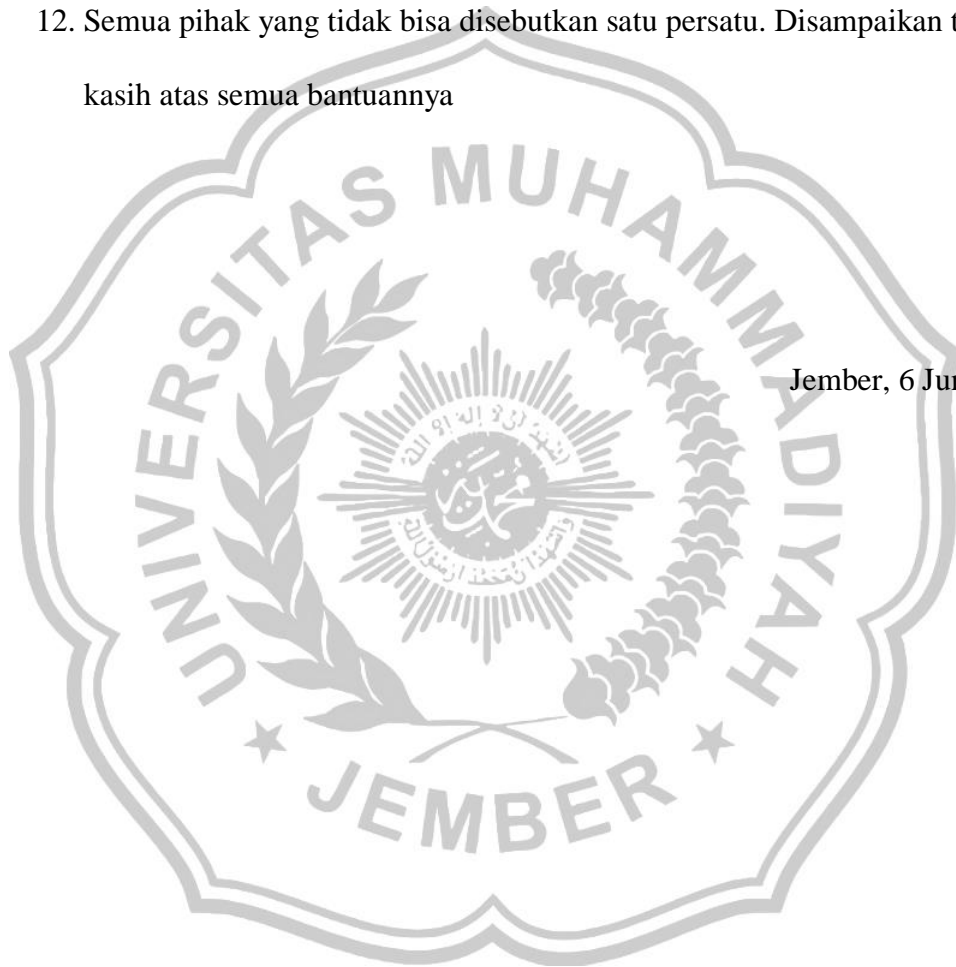 12. Semua pihak yang tidak bisa disebutkan satu persatu. Disampaikan
kasih atas semua bantuannya
UNIVERSITAS MUHAMMADIYAH
Jember, 6
JEMBER